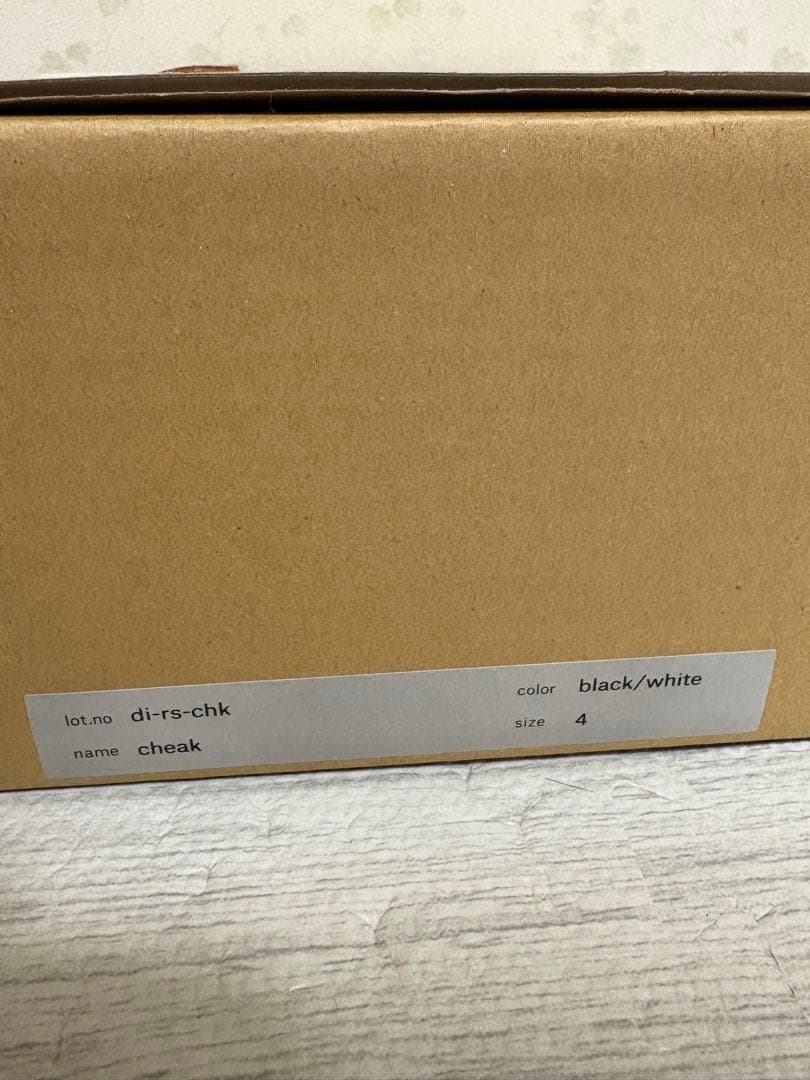 lot.no di-rs-chk
name cheak
color black/white
size 4